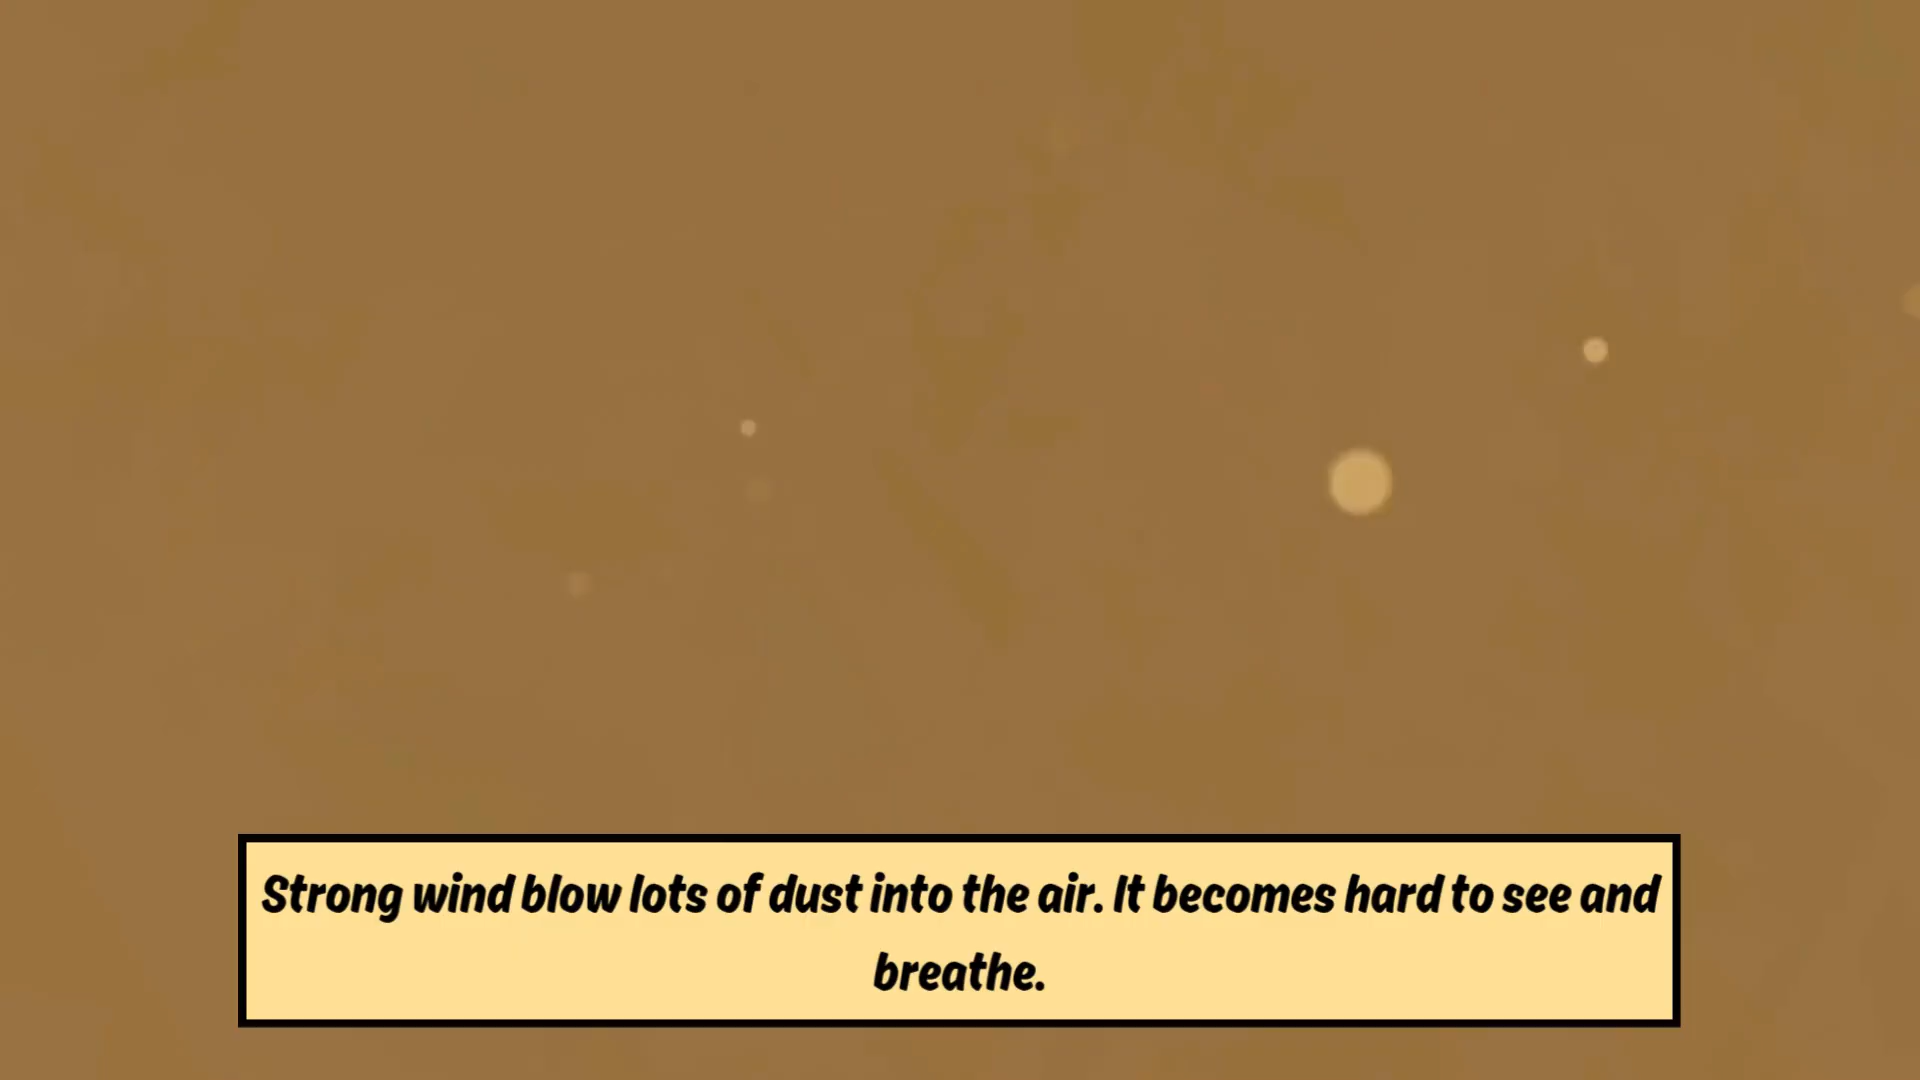 Strong wind blow lots of dust into the air. It becomes hard to see and
breathe.